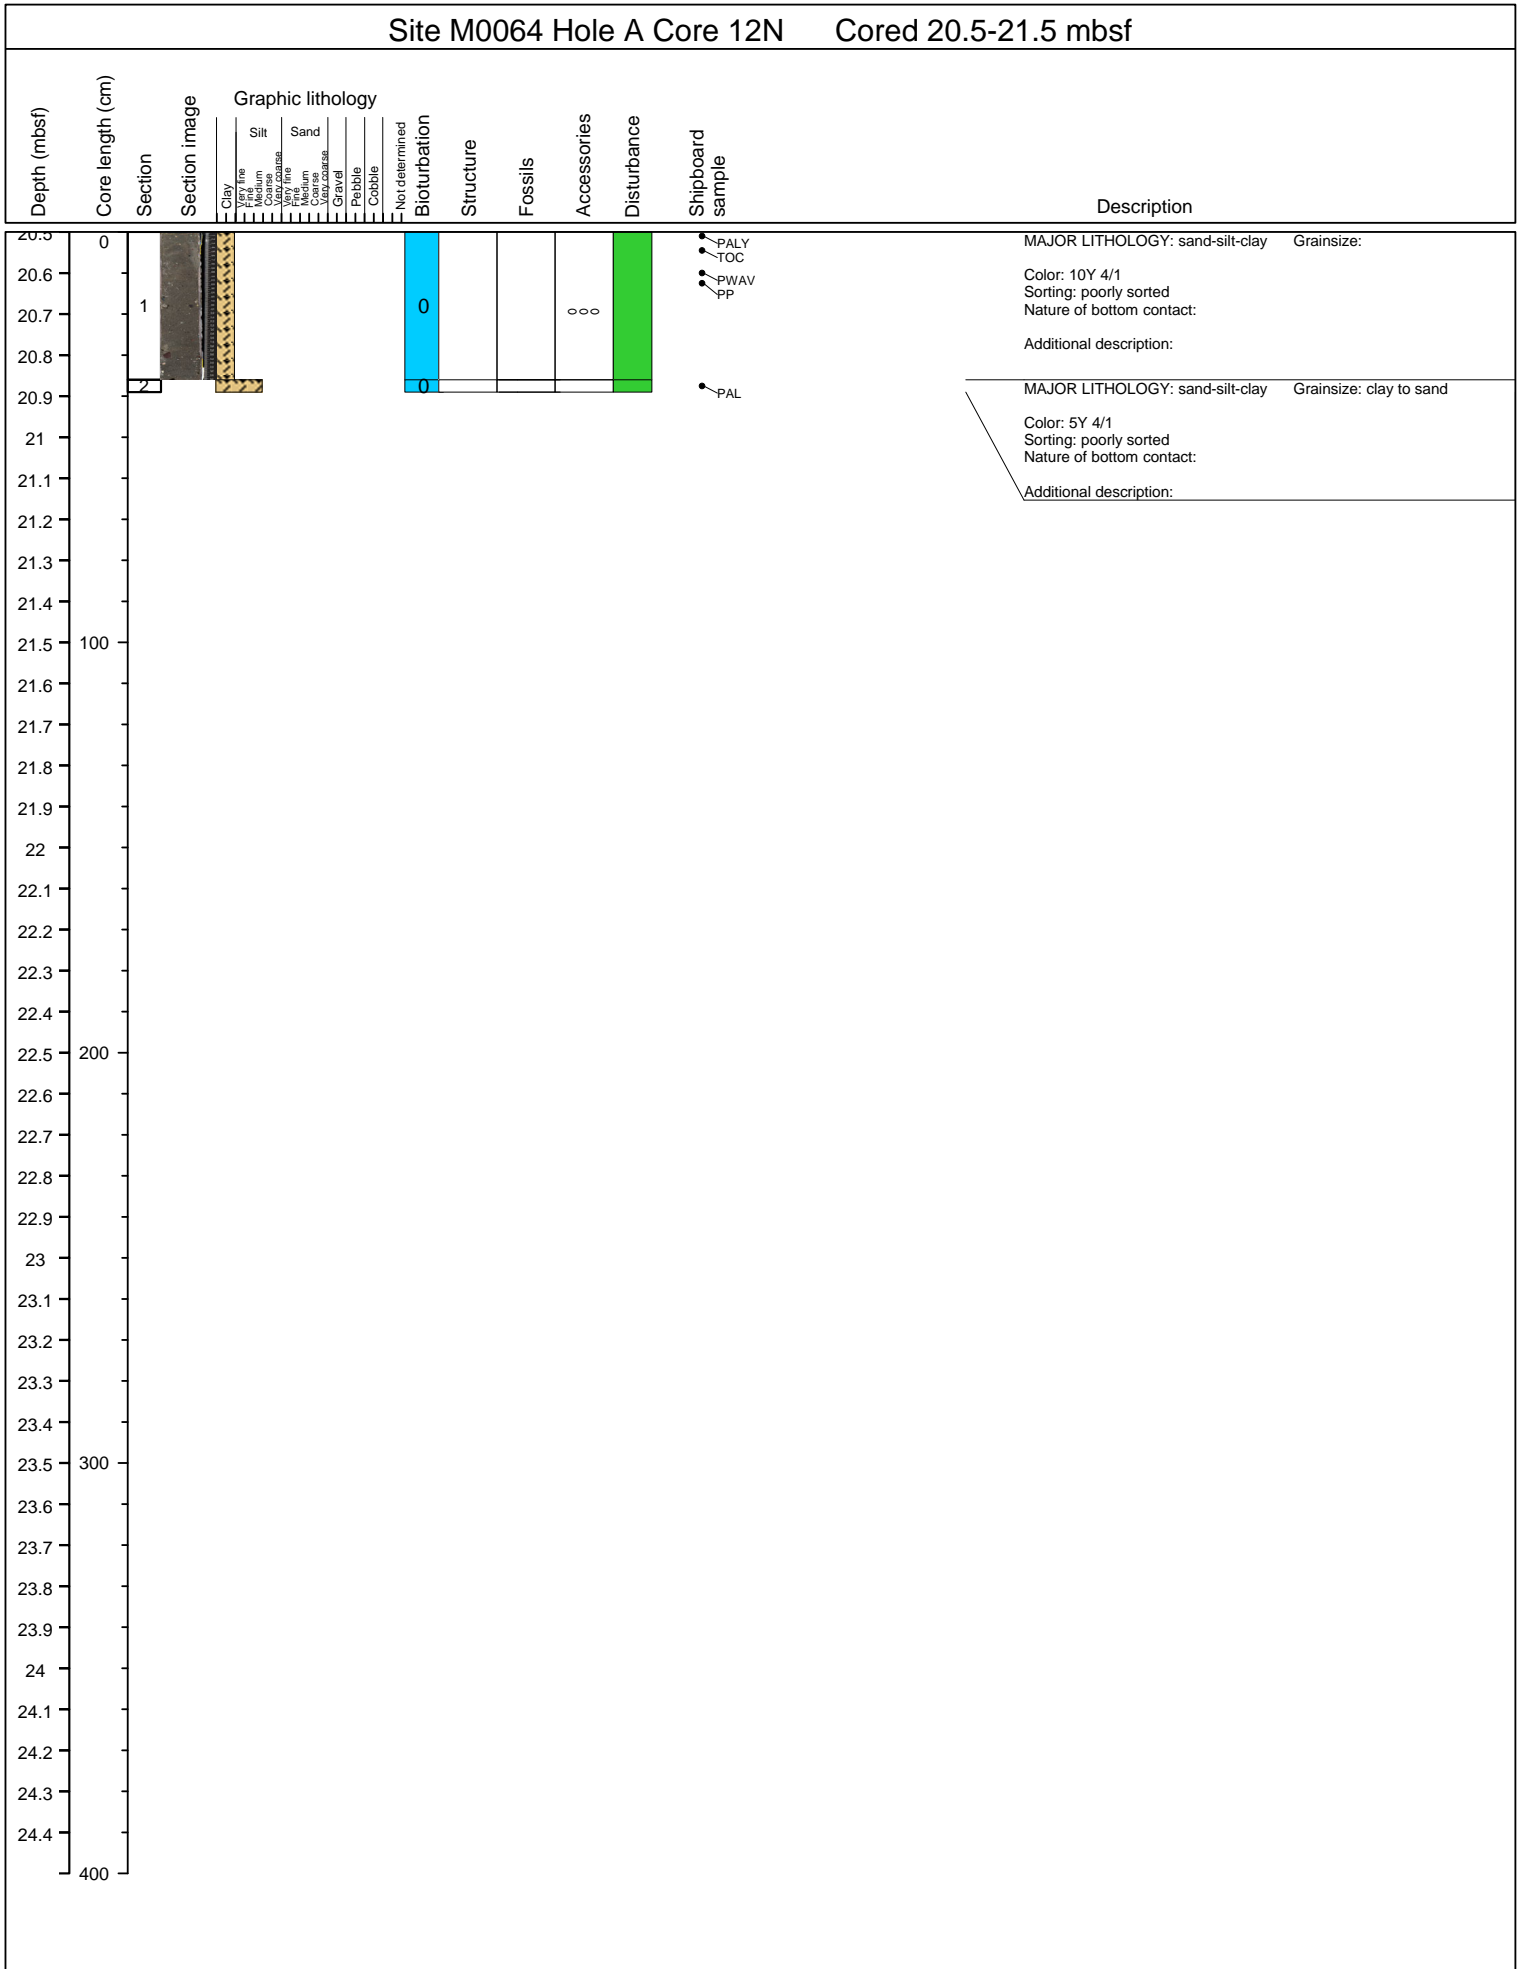 Site M0064 Hole A Core 12N Cored 20.5-21.5 mbsf
Depth (mbsf)
Core length (cm)
Section
Section image
Graphic lithology
Clay
Silt
Very fine
Fine
Medium
Coarse
Very coarse
Sand
Very fine
Fine
Medium
Coarse
Very coarse
Gravel
Pebble
Cobble
Not determined
Bioturbation
Structure
Fossils
Accessories
Disturbance
Shipboard
sample
Description
20.5
20.6
20.7
20.8
20.9
21
21.1
21.2
21.3
21.4
21.5
21.6
21.7
21.8
21.9
22
22.1
22.2
22.3
22.4
22.5
22.6
22.7
22.8
22.9
23
23.1
23.2
23.3
23.4
23.5
23.6
23.7
23.8
23.9
24
24.1
24.2
24.3
24.4
0
100
200
300
400
1
2
0
0
PALY
TOC
PWAV
PP
PAL
MAJOR LITHOLOGY: sand-silt-clay Grainsize:
Color: 10Y 4/1
Sorting: poorly sorted
Nature of bottom contact:
Additional description:
MAJOR LITHOLOGY: sand-silt-clay Grainsize: clay to sand
Color: 5Y 4/1
Sorting: poorly sorted
Nature of bottom contact:
Additional description: